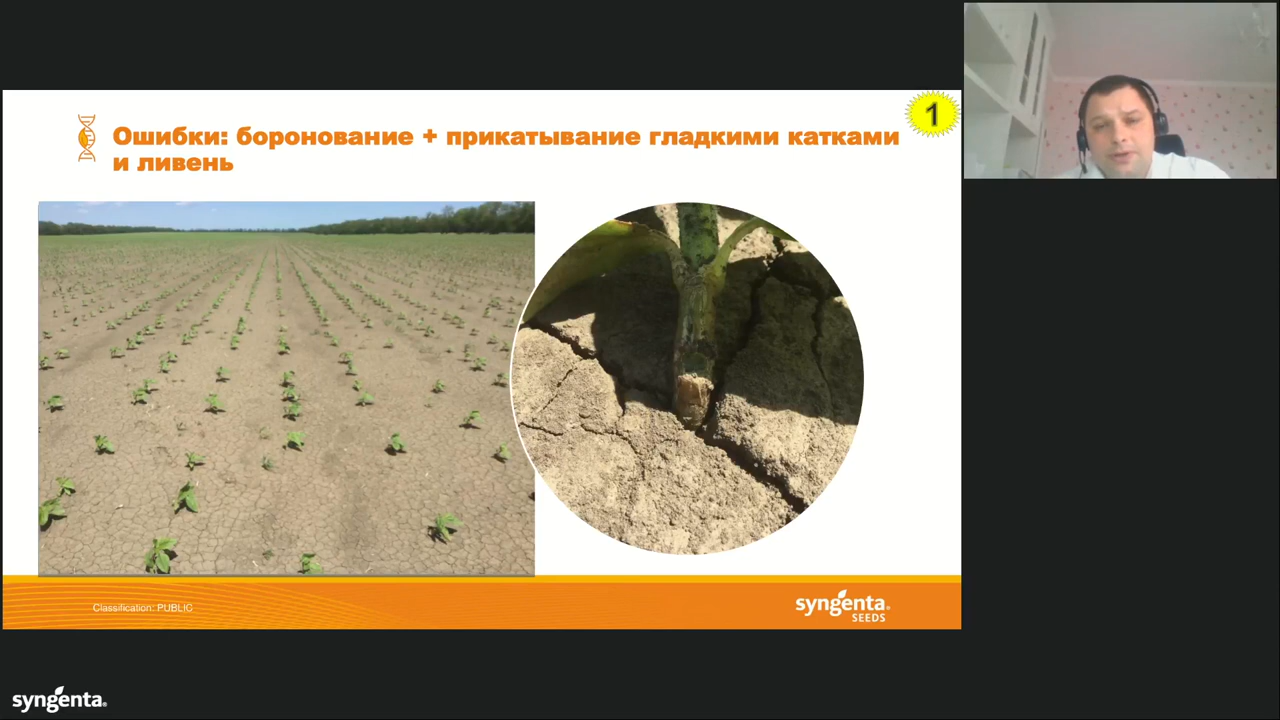 1
Ошибки: боронование + прикатывание гладкими катками
и ливень
Classification: PUBLIC
syngenta
SEEDS
syngenta